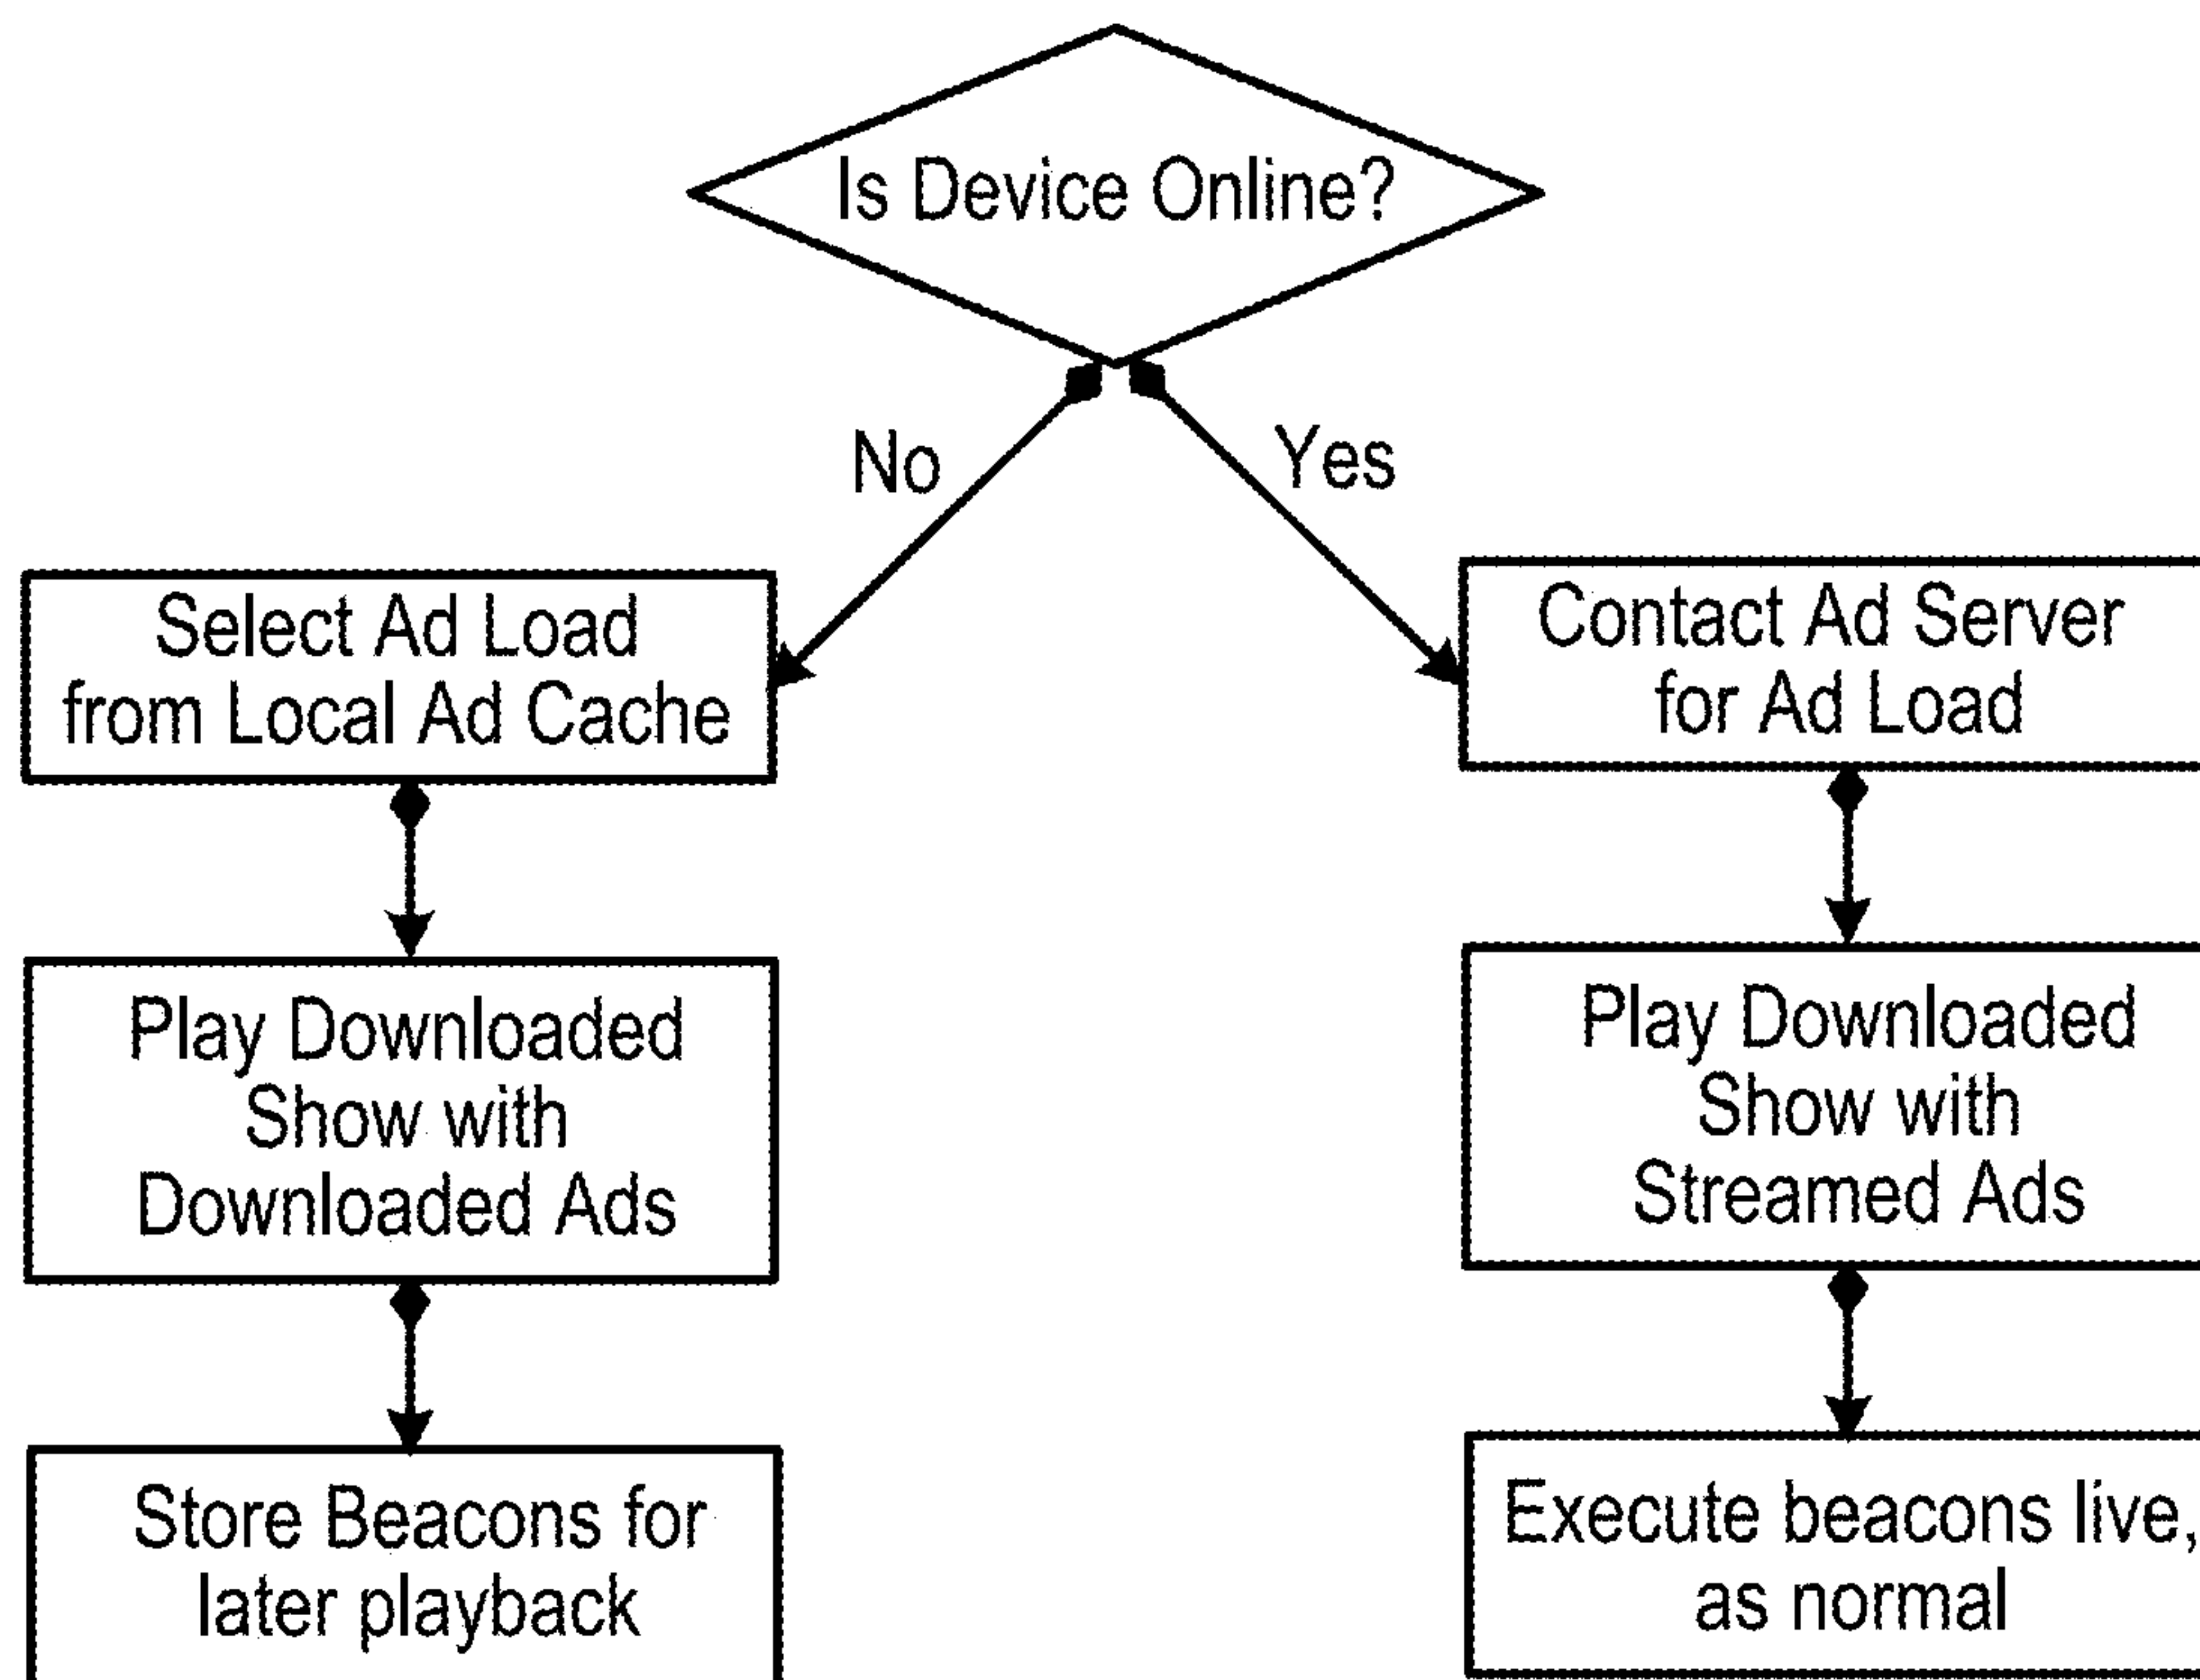 Is Device Online?
No
Yes
Select Ad Load
from Local Ad Cache
Contact Ad Server
for Ad Load
Play Downloaded
Show with
Downloaded Ads
Play Downloaded
Show with
Streamed Ads
Store Beacons for
later playback
Execute beacons live,
as normal